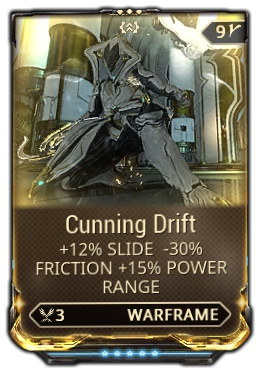 9
Cunning Drift
+12% SLIDE -30%
FRICTION +15% POWER
RANGE
3 WARFRAME